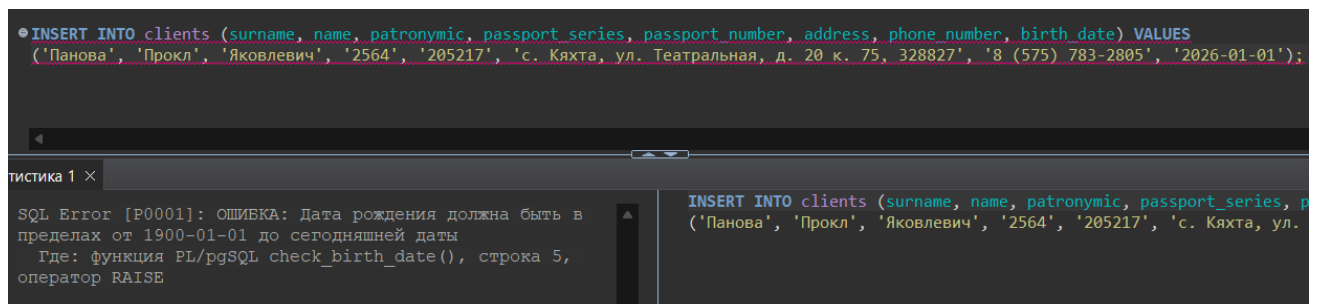 INSERT INTO clients (surname, name, patronymic, passport_series, passport_number, address, phone_number, birth_date) VALUES
('Панова', 'Прокл', 'Яковлевич', '2564', '205217', 'с. Кяхта, ул. Театральная, д. 20 к. 75, 328827', '8 (575) 783-2805', '2026-01-01');
тистика 1 ×
SQL Error [P0001]: ОШИБКА: Дата рождения должна быть в
пределах от 1900-01-01 до сегодняшней даты
Где: функция PL/pgSQL check_birth_date(), строка 5,
оператор RAISE
INSERT INTO clients (surname, name, patronymic, passport_series, p
('Панова', 'Прокл', 'Яковлевич', '2564', '205217', 'с. Кяхта, ул.